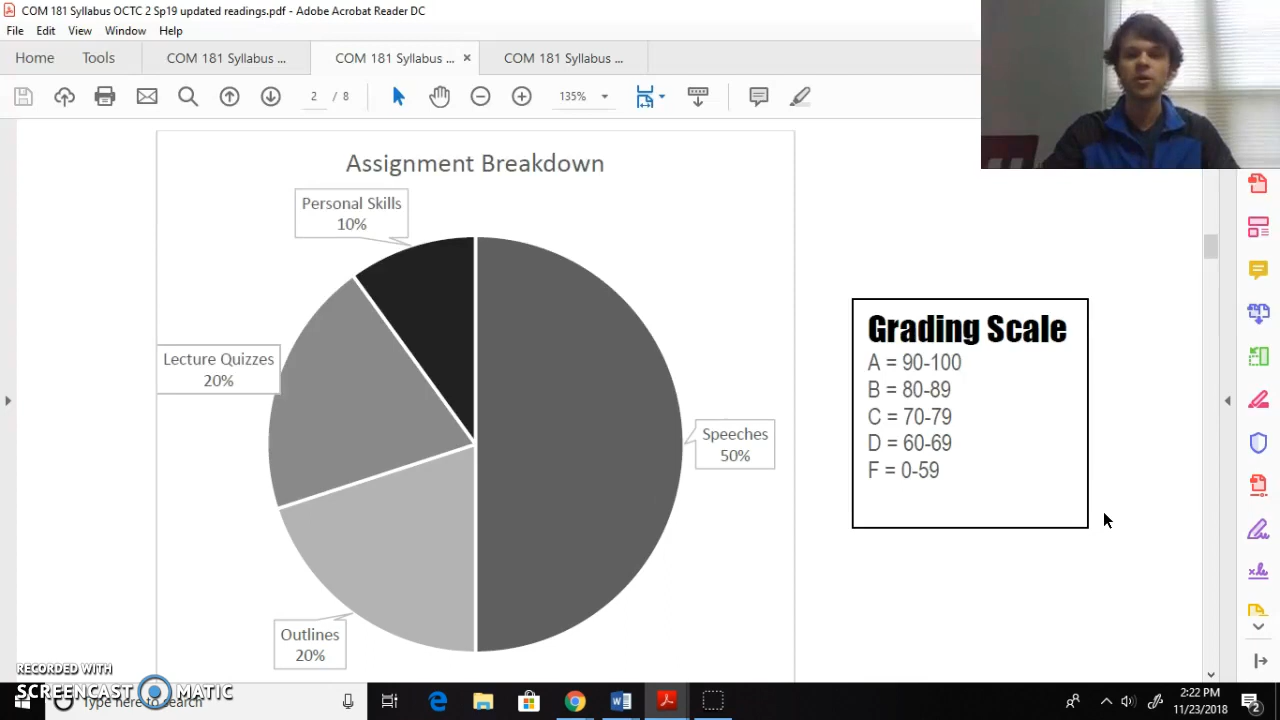 COM 181 Syllabus OCTC 2 Sp19 updated readings.pdf - Adobe Acrobat Reader DC
File Edit View Window Help
Home Tools COM 181 Syllabus ... COM 181 Syllabus ... × 181 Syllabus ...
2 / 8 135%
Assignment Breakdown
Personal Skills
10%
Lecture Quizzes
20%
Speeches
50%
Outlines
20%
Grading Scale
A = 90-100
B = 80-89
C = 70-79
D = 60-69
F = 0-59
RECORDED WITH
SCREENCAST MATIC
Type here to search
2:22 PM
11/23/2018
2